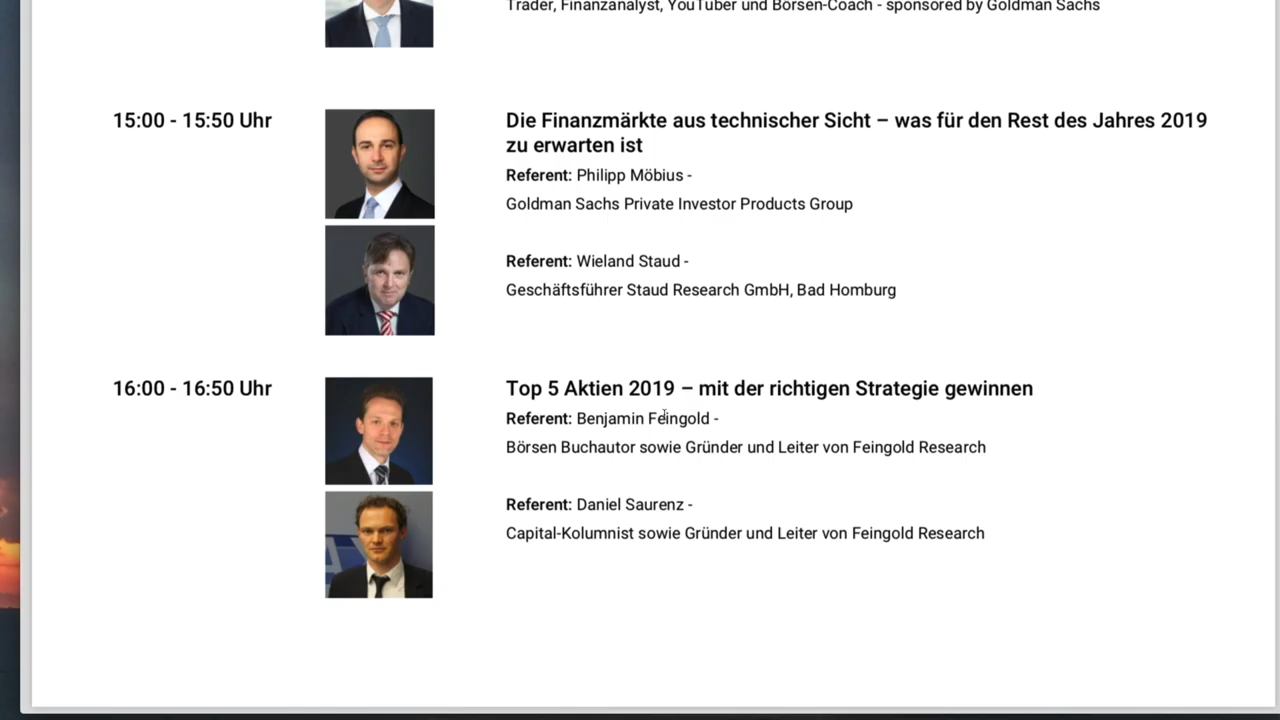 Trader, Finanzanalyst, YouTuber und Börsen-Coach - sponsored by Goldman Sachs
15:00 - 15:50 Uhr
Die Finanzmärkte aus technischer Sicht – was für den Rest des Jahres 2019
zu erwarten ist
Referent: Philipp Möbius -
Goldman Sachs Private Investor Products Group
Referent: Wieland Staud -
Geschäftsführer Staud Research GmbH, Bad Homburg
16:00 - 16:50 Uhr
Top 5 Aktien 2019 – mit der richtigen Strategie gewinnen
Referent: Benjamin Feingold -
Börsen Buchautor sowie Gründer und Leiter von Feingold Research
Referent: Daniel Saurenz -
Capital-Kolumnist sowie Gründer und Leiter von Feingold Research